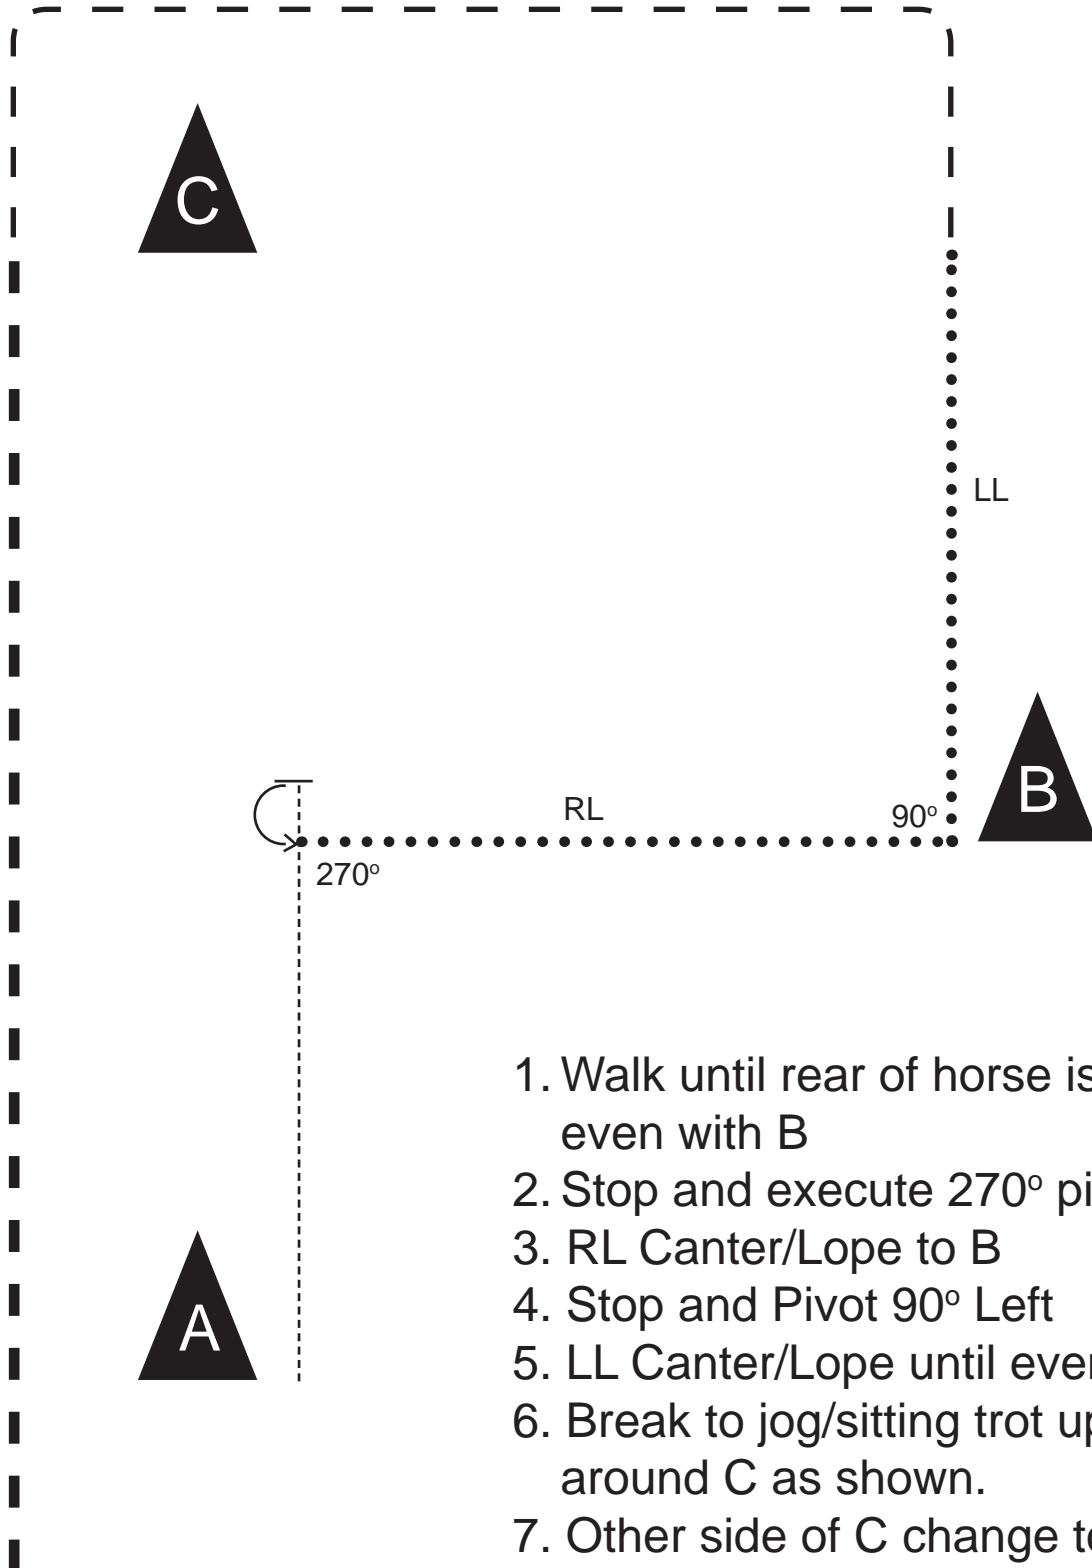 C
LL
B
RL
90º
270º
A
1. Walk until rear of horse is
even with B
2. Stop and execute 270º
3. RL Canter/Lope to B
4. Stop and Pivot 90º Left
5. LL Canter/Lope until
6. Break to jog/sitting trot
around C as shown.
7. Other side of C change